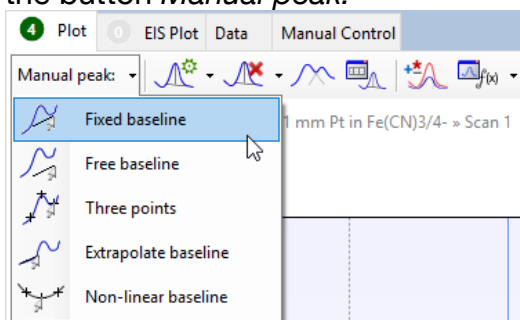 the button Manual peak:
4 Plot 0 EIS Plot Data Manual Control
Manual peak: f(x)
Fixed baseline 1 mm Pt in Fe(CN)3/4- » Scan 1
Free baseline
Three points
Extrapolate baseline
Non-linear baseline